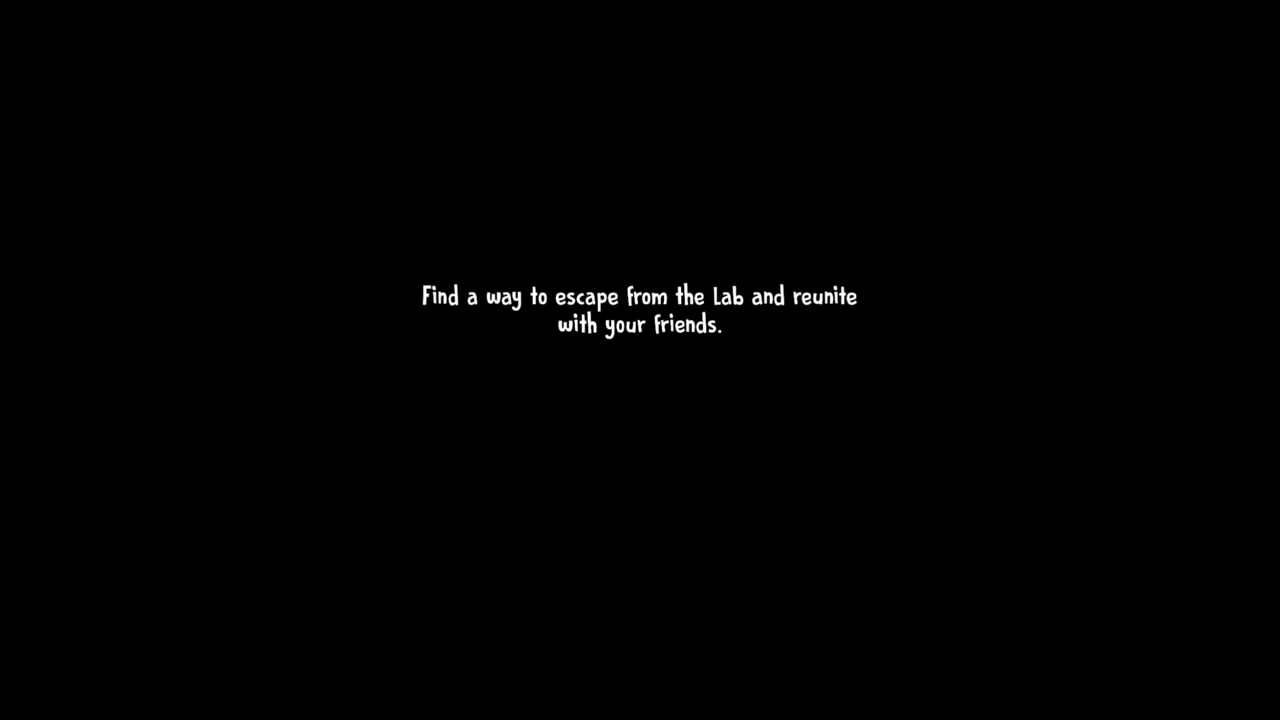 Find a way to escape from the Lab and reunite
with your friends.